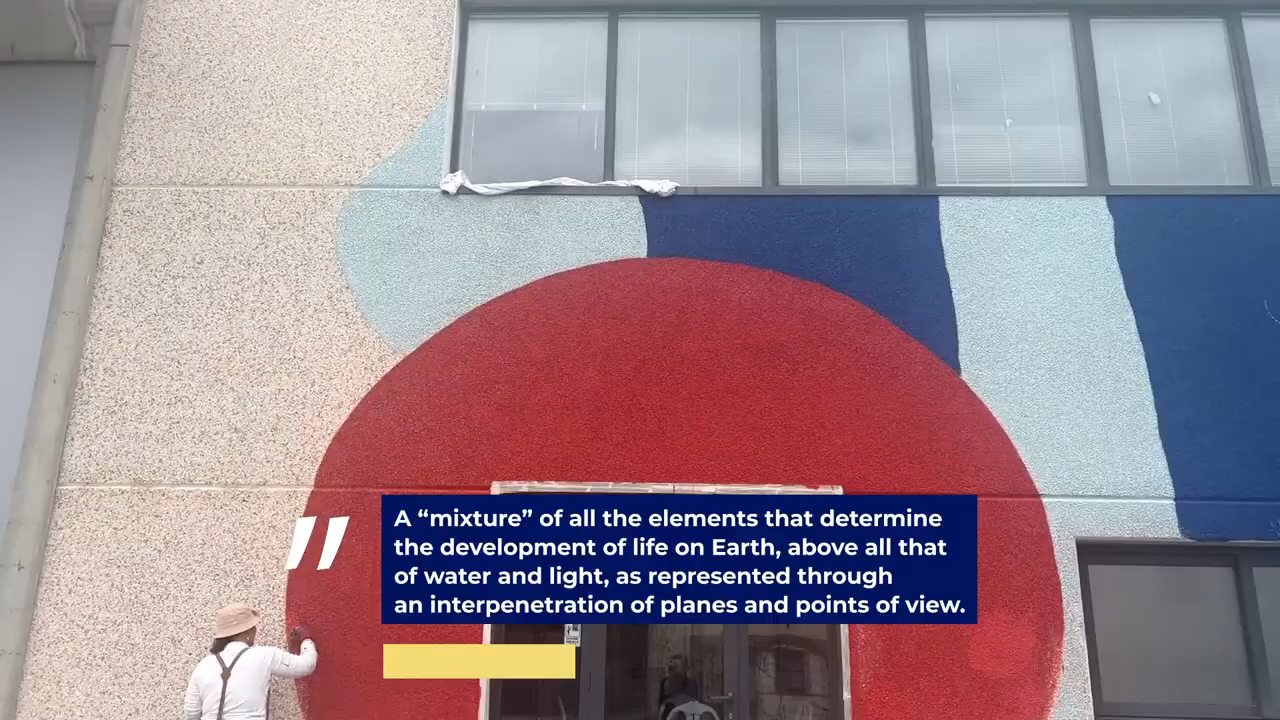 A “mixture” of all the elements that determine
the development of life on Earth, above all that
of water and light, as represented through
an interpenetration of planes and points of view.